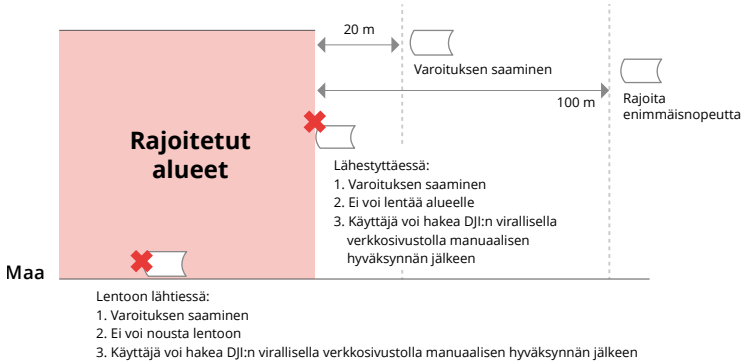 20 m
Varoituksen saaminen
100 m
Rajoita
enimmäisnopeutta
Rajoitetut
alueet
Lähestyttäessä:
1. Varoituksen saaminen
2. Ei voi lentää alueelle
3. Käyttäjä voi hakea DJI:n virallisella
verkkosivustolla manuaalisen
hyväksynnän jälkeen
Maa
Lentoon lähtiessä:
1. Varoituksen saaminen
2. Ei voi nousta lentoon
3. Käyttäjä voi hakea DJI:n virallisella verkkosivustolla manuaalisen hyväksynnän jälkeen